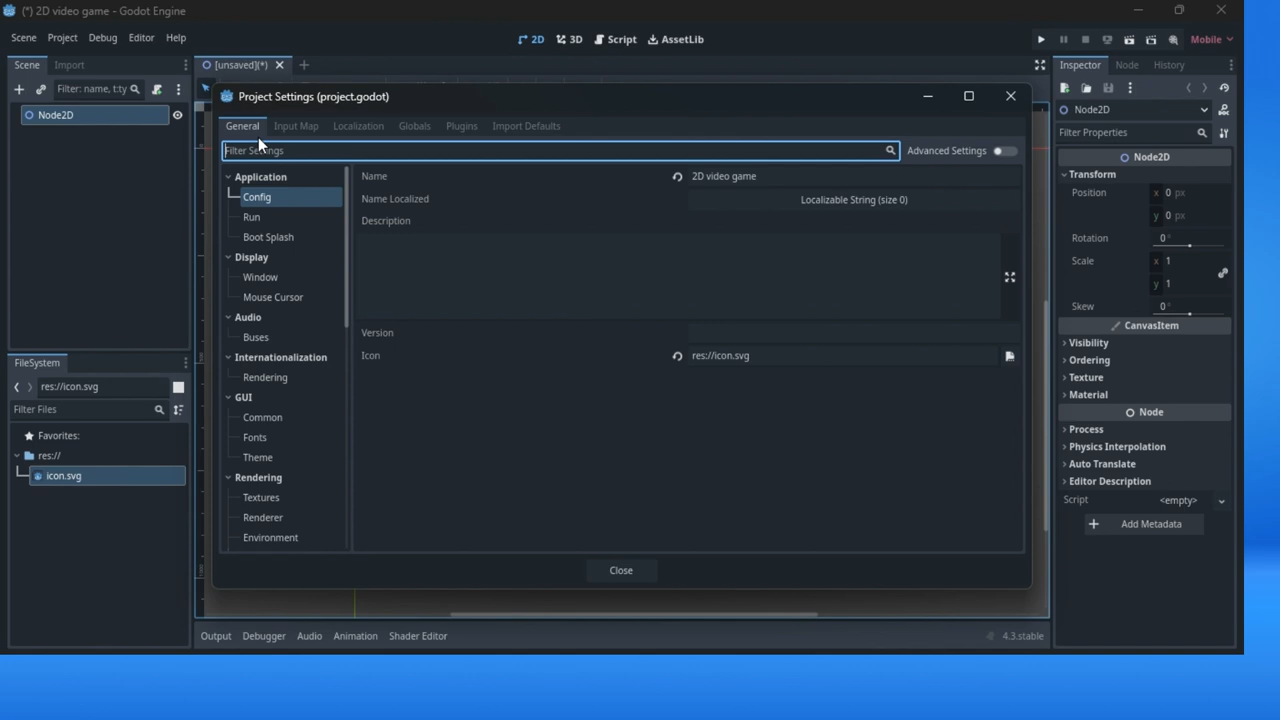 (*) 2D video game - Godot Engine
Scene Project Debug Editor Help
2D 3D Script AssetLib
Mobile
Scene Import
[unsaved](*)
Inspector Node History
Filter: name, t:ty
Node2D
Node2D
Filter Properties
Node2D
Transform
Position x 0 px
y 0 px
Rotation 0 °
Scale x 1
y 1
Skew 0 °
CanvasItem
Visibility
Ordering
Texture
Material
Node
Process
Physics Interpolation
Auto Translate
Editor Description
Script <empty>
Add Metadata
Project Settings (project.godot)
General Input Map Localization Globals Plugins Import Defaults
Filter Settings
Advanced Settings
Application
Config
Run
Boot Splash
Display
Window
Mouse Cursor
Audio
Buses
Internationalization
Rendering
GUI
Common
Fonts
Theme
Rendering
Textures
Renderer
Environment
Name 2D video game
Name Localized Localizable String (size 0)
Description
Version
Icon res://icon.svg
Close
FileSystem
res://icon.svg
Filter Files
Favorites:
res://
icon.svg
Output Debugger Audio Animation Shader Editor
4.3.stable